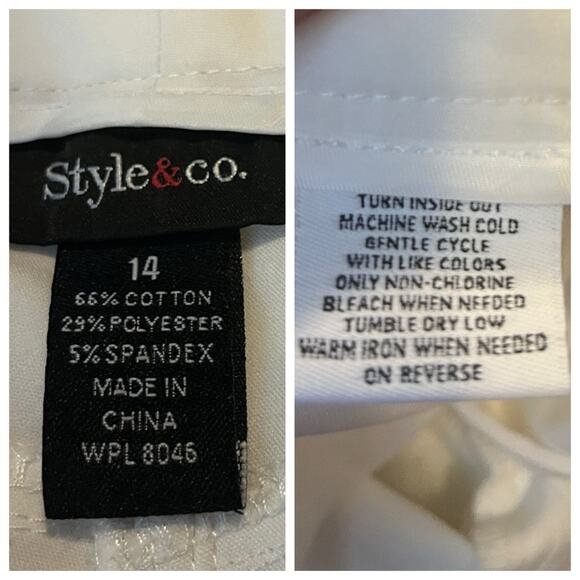 Style&co.
14
66% COTTON
29% POLYESTER
5% SPANDEX
MADE IN
CHINA
WPL 8046
TURN INSIDE OUT
MACHINE WASH COLD
GENTLE CYCLE
WITH LIKE COLORS
ONLY NON-CHLORINE
BLEACH WHEN NEEDED
TUMBLE DRY LOW
WARM IRON WHEN NEEDED
ON REVERSE